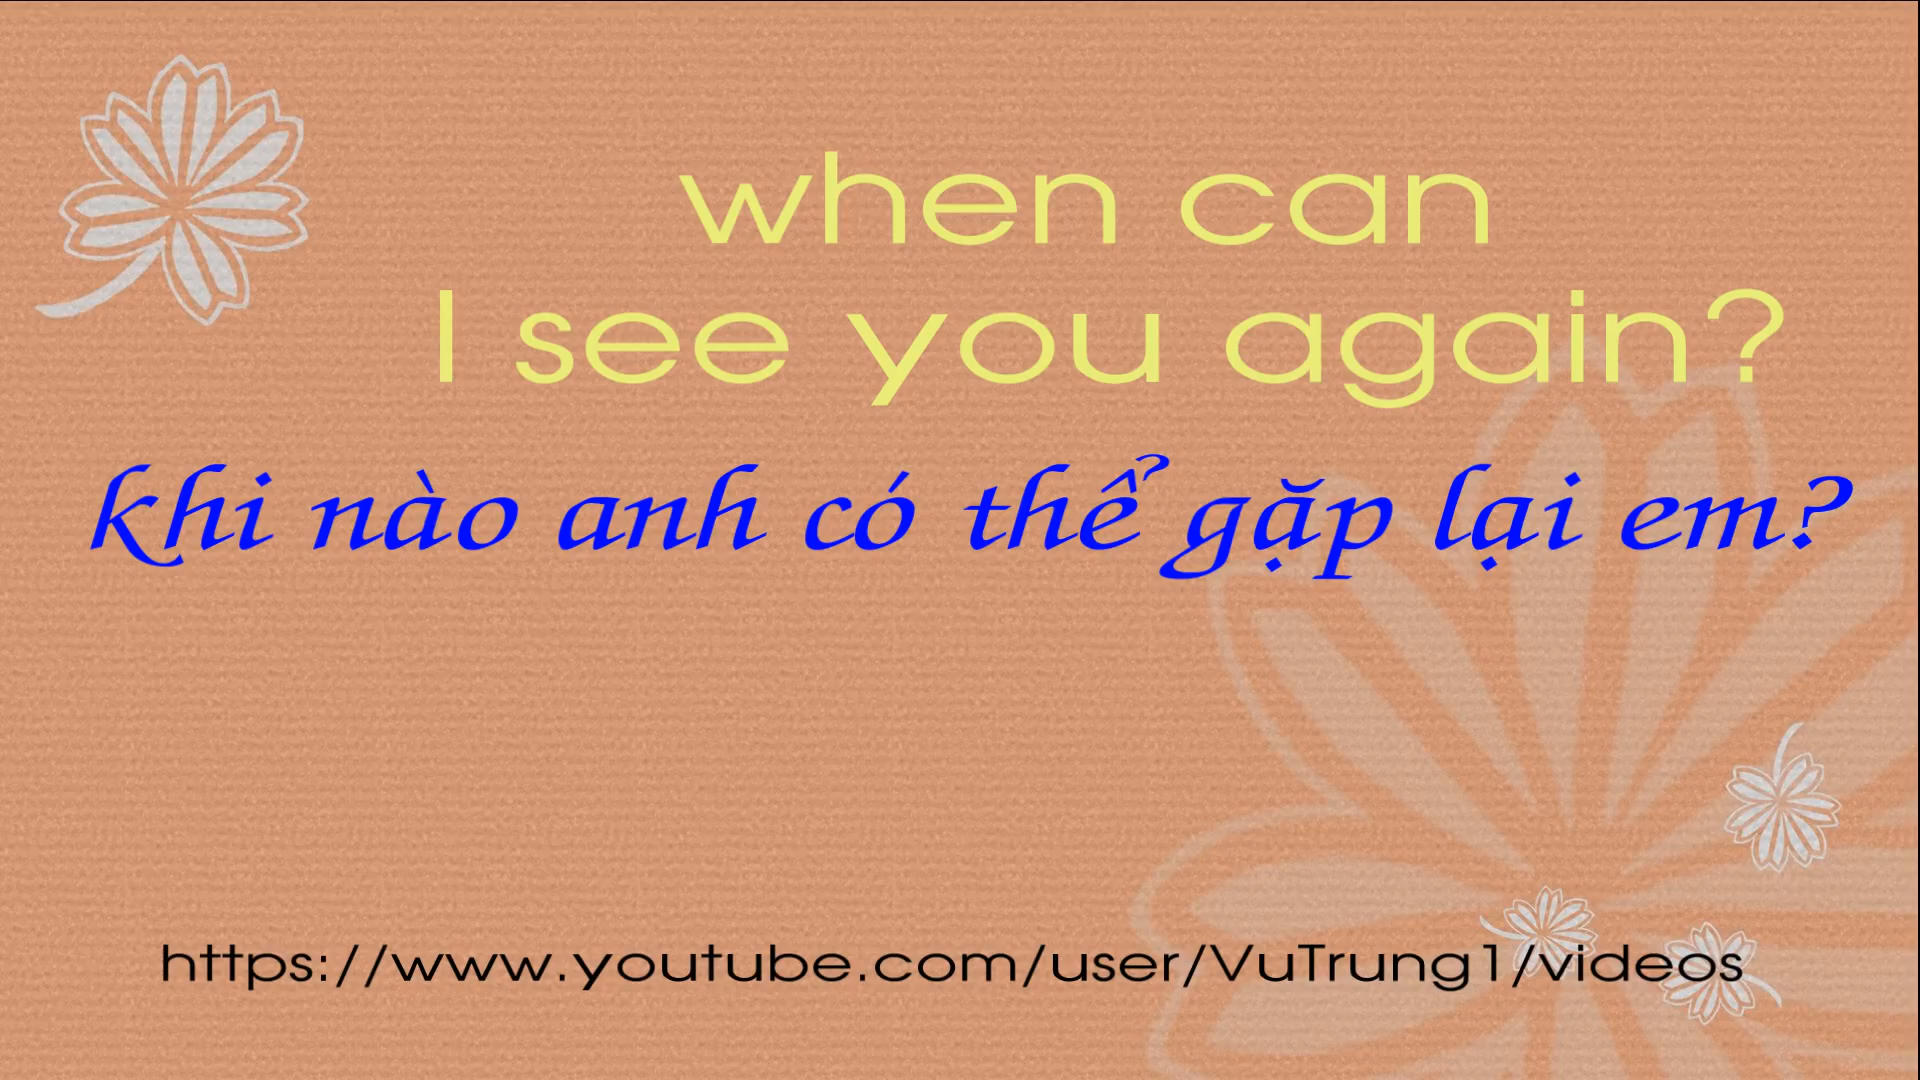 when can
I see you again?
khi nào anh có thể gặp lại em?
https://www.youtube.com/user/VuTrung1/videos